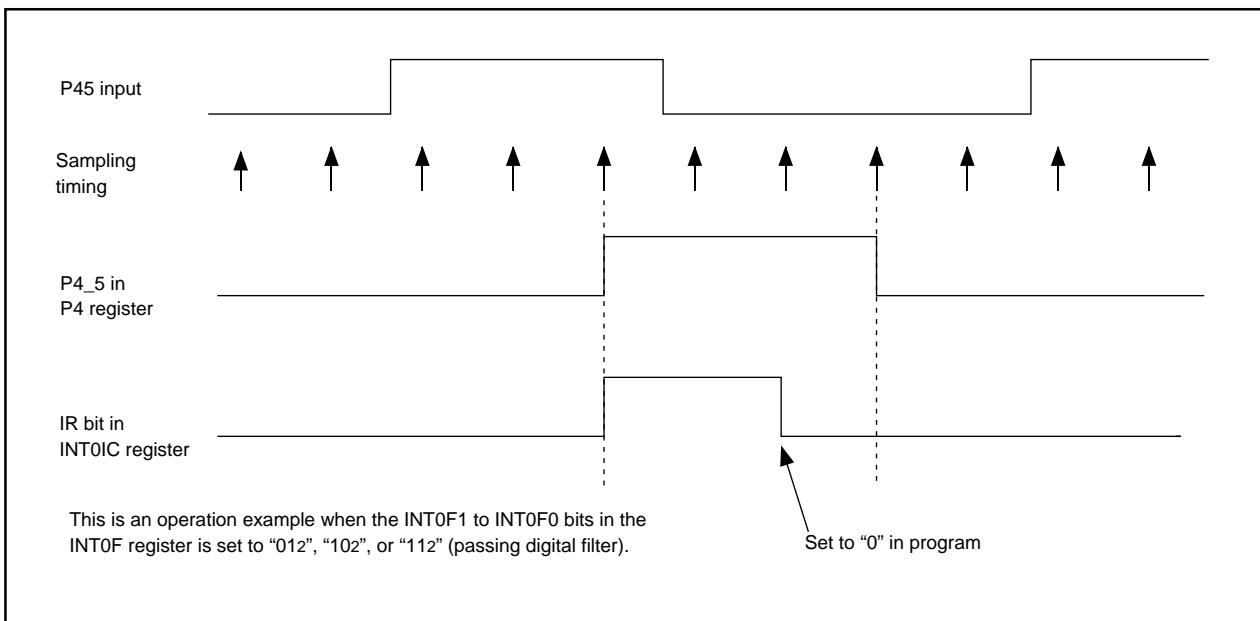 P45 input
Sampling
timing
P4_5 in
P4 register
IR bit in
INT0IC register
This is an operation example when the INT0F1 to INT0F0 bits in the
INT0F register is set to “012”, “102”, or “112” (passing digital filter).
Set to “0” in program